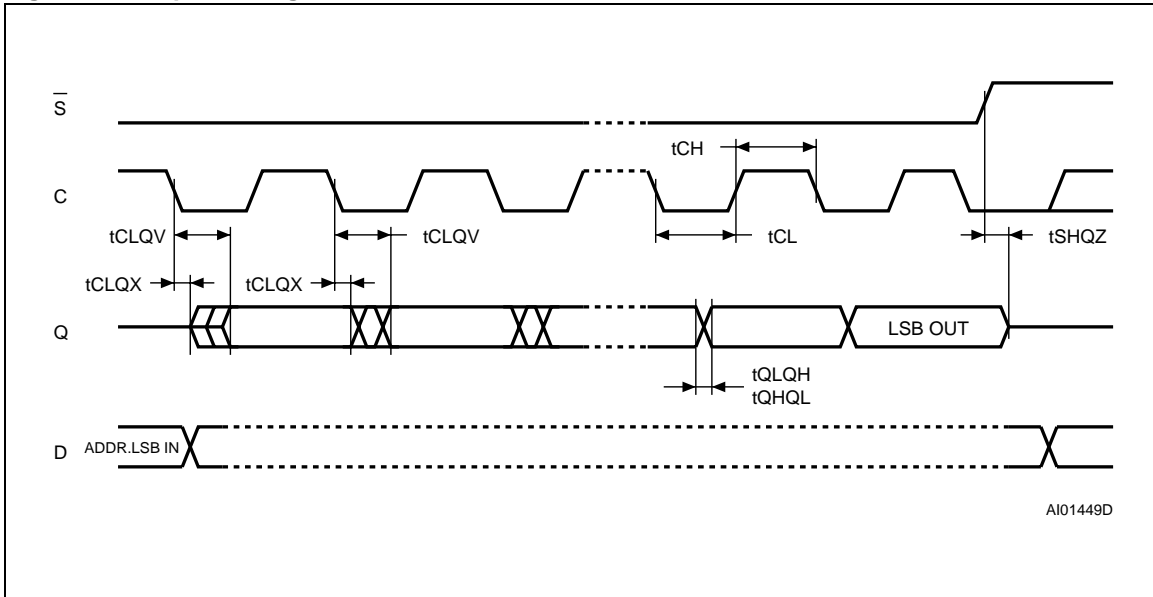 S
tCH
C
tCLQV
tCLQV
tCL
tSHQZ
tCLQX
tCLQX
Q
LSB OUT
tQLQH
tQHQL
D
ADDR.LSB IN
AI01449D